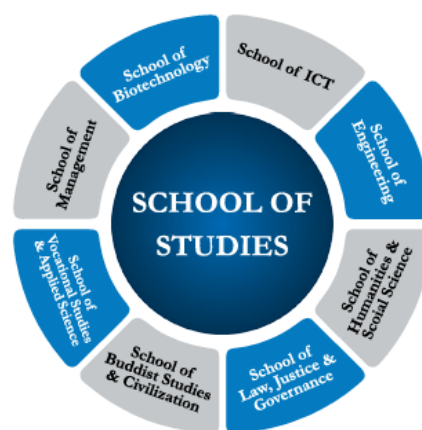 SCHOOL OF
STUDIES
School of
Biotechnology
School of ICT
School of
Engineering
School of
Humanities &
Scoial Science
School of
Law, Justice &
Governance
School of
Buddist Studies
& Civilization
School of
Vocational Studies
& Applied Science
School of
Management